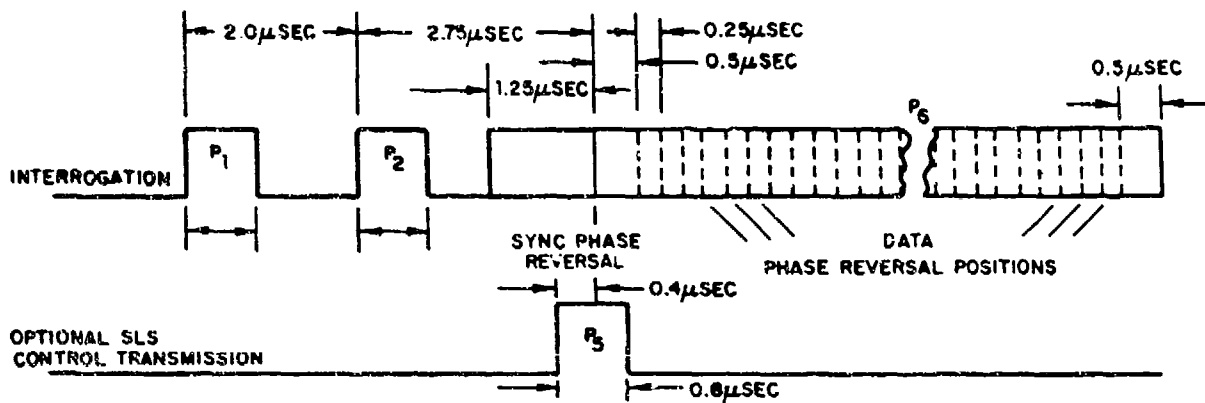 2.0μSEC
2.75μSEC
0.25μSEC
0.5μSEC
1.25μSEC
0.5μSEC
P6
P1
P2
INTERROGATION
SYNC PHASE
REVERSAL
DATA
PHASE REVERSAL POSITIONS
0.4μSEC
P5
OPTIONAL SLS
CONTROL TRANSMISSION
0.8μSEC